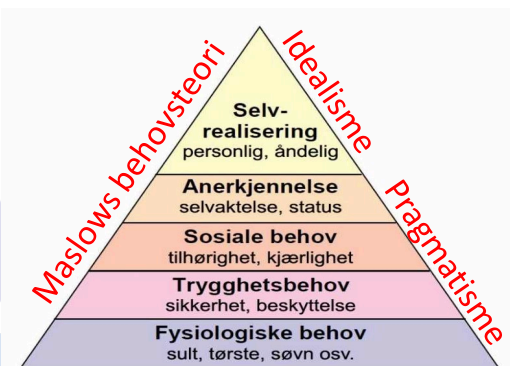 Maslows behovsteori
Idealisme
Pragmatisme
Selv-
realisering
personlig, åndelig
Anerkjennelse
selvaktelse, status
Sosiale behov
tilhørighet, kjærlighet
Trygghetsbehov
sikkerhet, beskyttelse
Fysiologiske behov
sult, tørste, søvn osv.